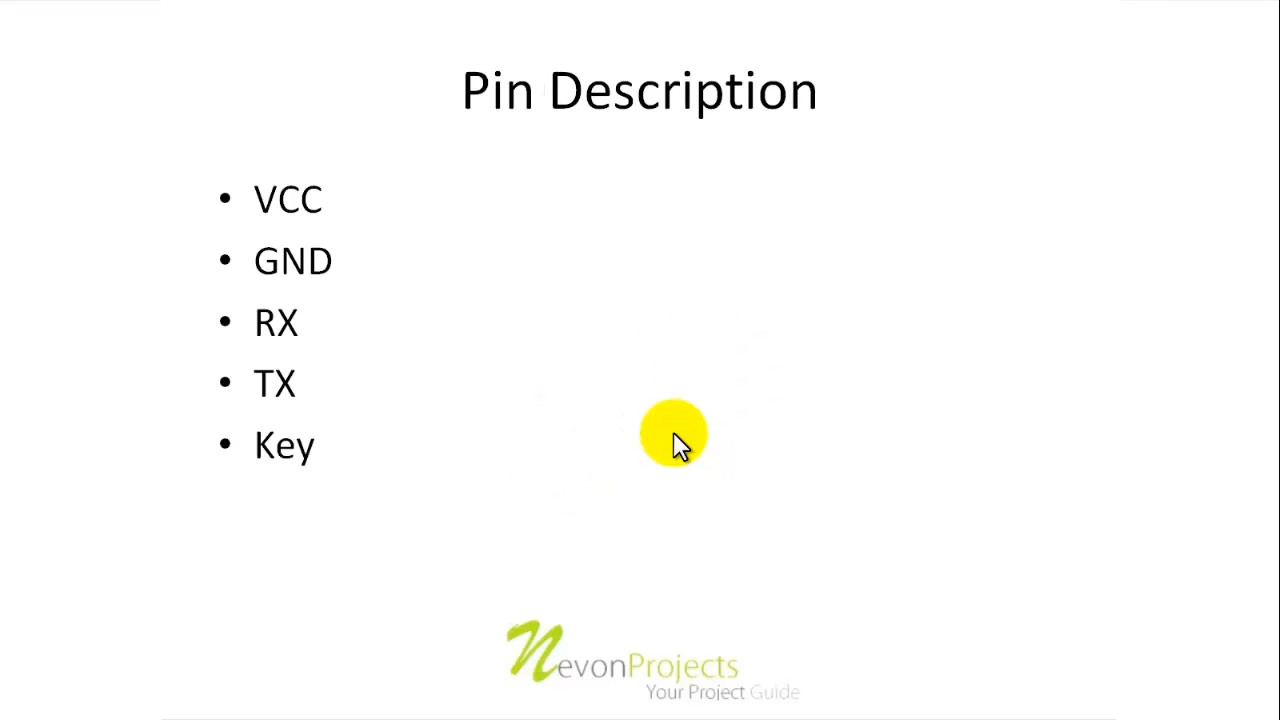 Pin Description
• VCC
• GND
• RX
• TX
• Key
NevonProjects
Your Project Guide